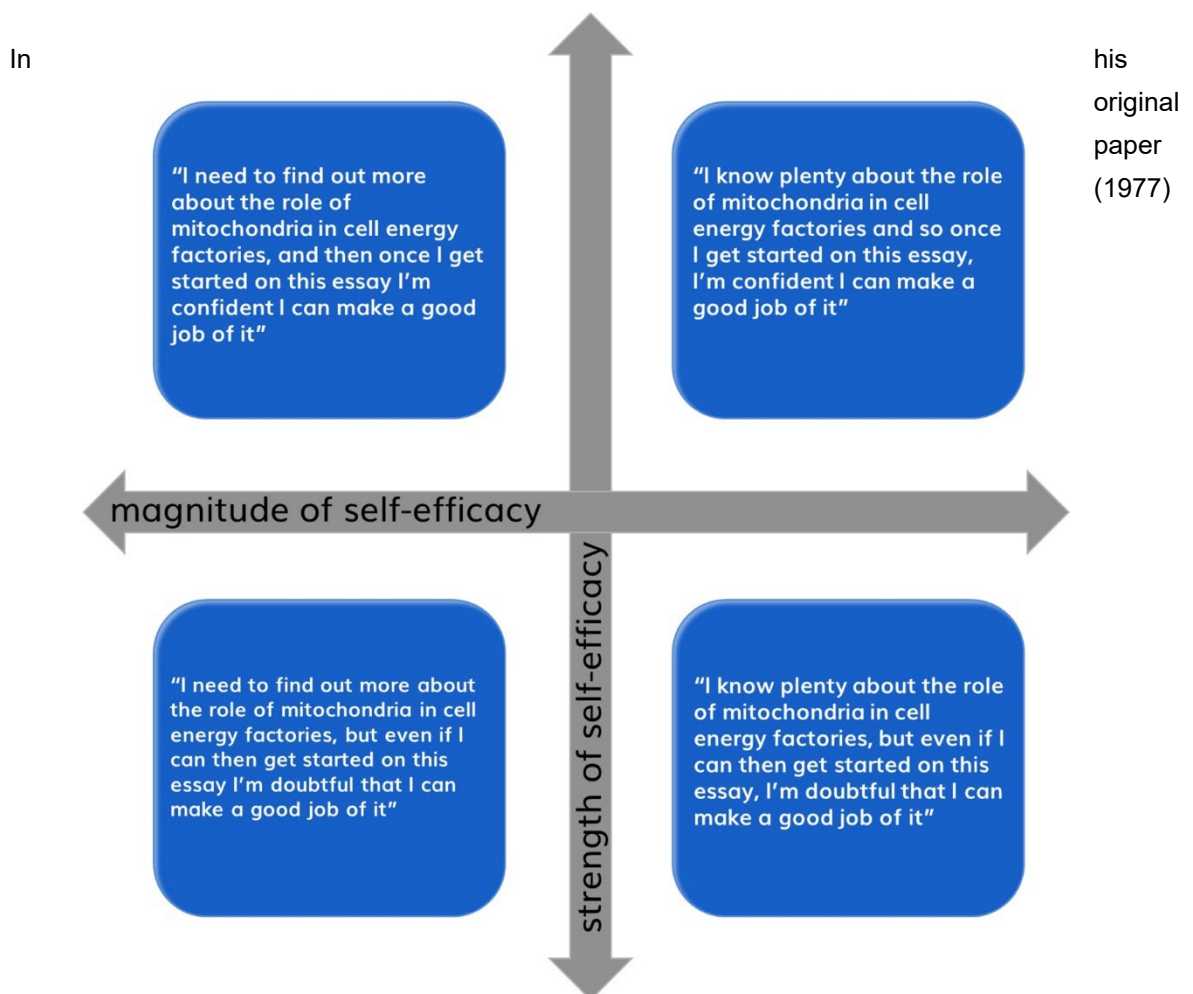 In
his
original
paper
(1977)
“I need to find out more
about the role of
mitochondria in cell energy
factories, and then once I get
started on this essay I’m
confident I can make a good
job of it”
“I know plenty about the role
of mitochondria in cell
energy factories and so once
I get started on this essay,
I’m confident I can make a
good job of it”
magnitude of self-efficacy
strength of self-efficacy
“I need to find out more about
the role of mitochondria in cell
energy factories, but even if I
can then get started on this
essay I’m doubtful that I can
make a good job of it”
“I know plenty about the role
of mitochondria in cell
energy factories, but even if I
can then get started on this
essay, I’m doubtful that I can
make a good job of it”